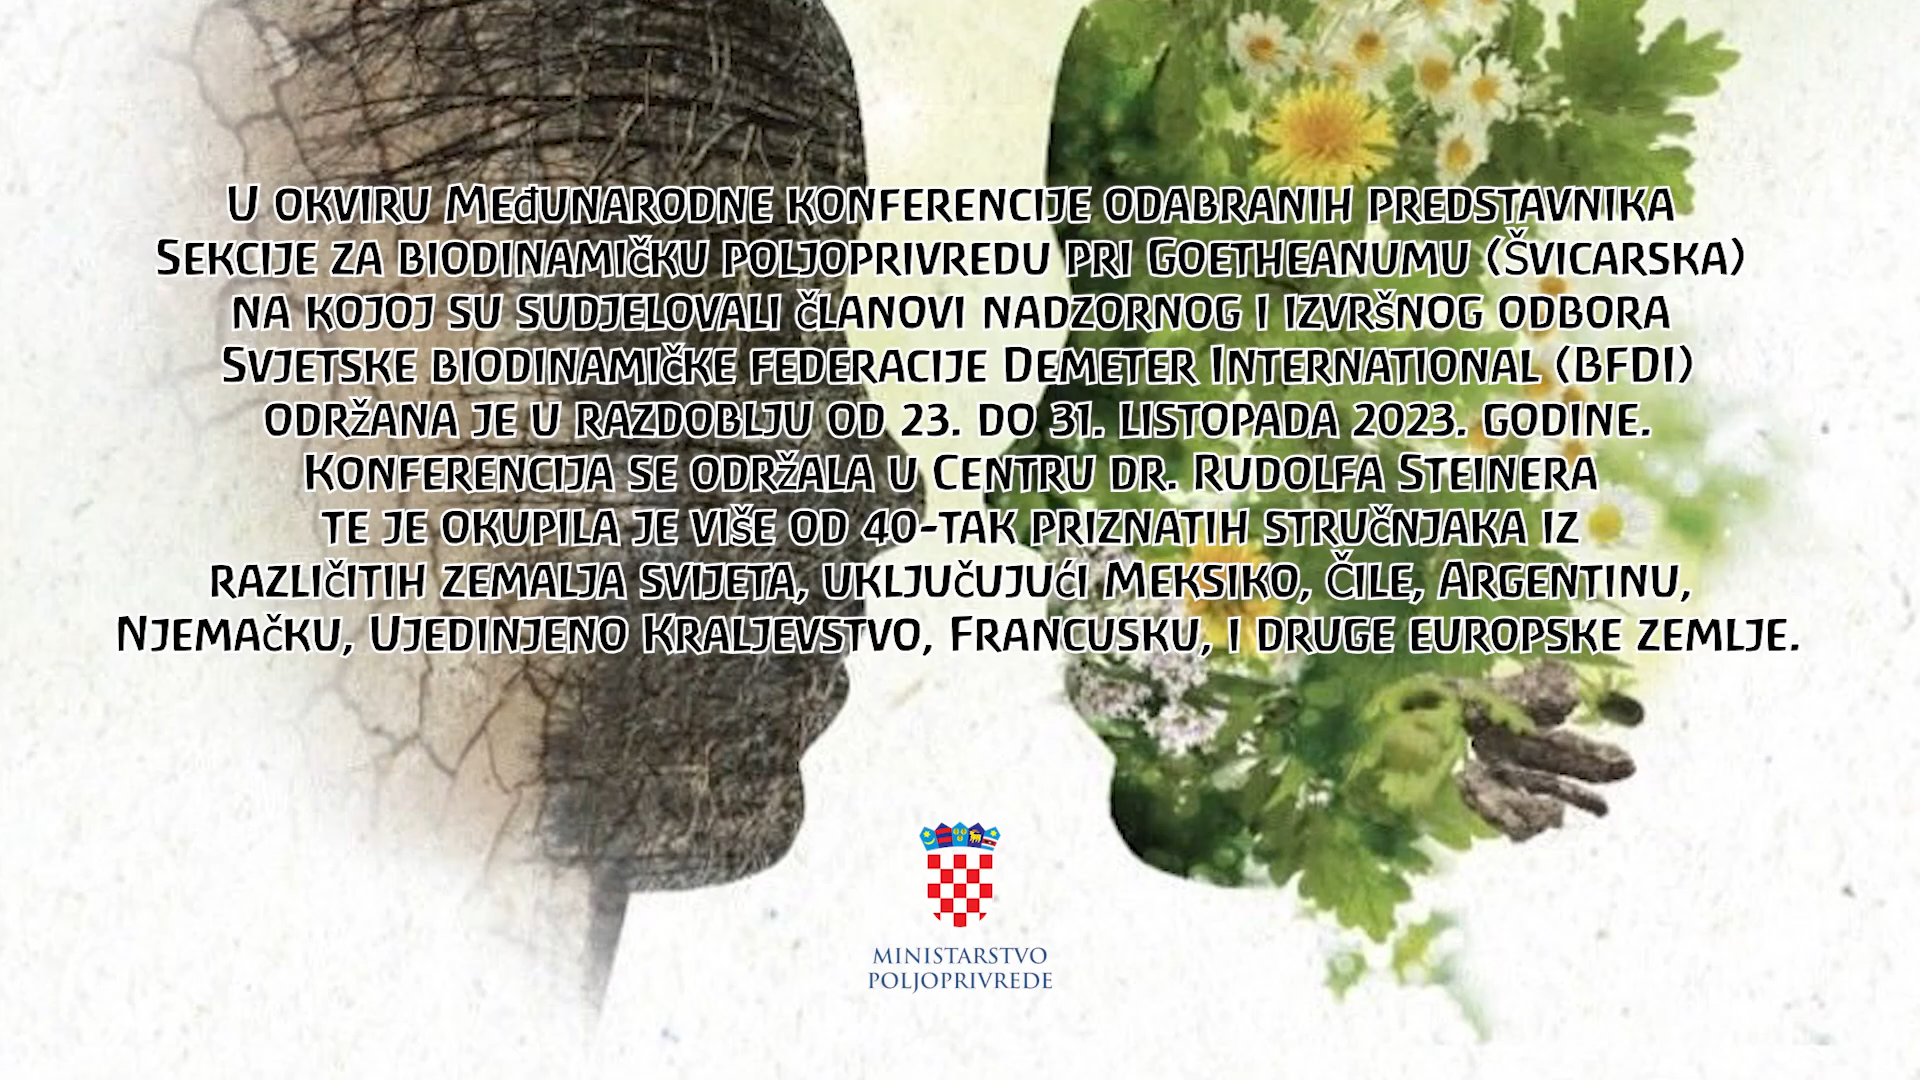 U okviru Međunarodne konferencije odabranih predstavnika
Sekcije za biodinamičku poljoprivredu pri Goetheanumu (Švicarska)
na kojoj su sudjelovali članovi nadzornog i izvršnog odbora
Svjetske biodinamičke federacije Demeter International (BFDI)
održana je u razdoblju od 23. do 31. listopada 2023. godine.
Konferencija se održala u Centru dr. Rudolfa Steinera
te je okupila je više od 40-tak priznatih stručnjaka iz
različitih zemalja svijeta, uključujući Meksiko, Čile, Argentinu,
Njemačku, Ujedinjeno Kraljevstvo, Francusku, i druge europske zemlje.
MINISTARSTVO
POLJOPRIVREDE